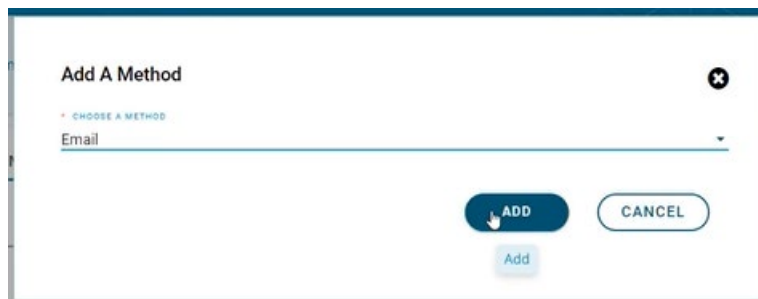 Add A Method
* CHOOSE A METHOD
Email
ADD CANCEL
Add